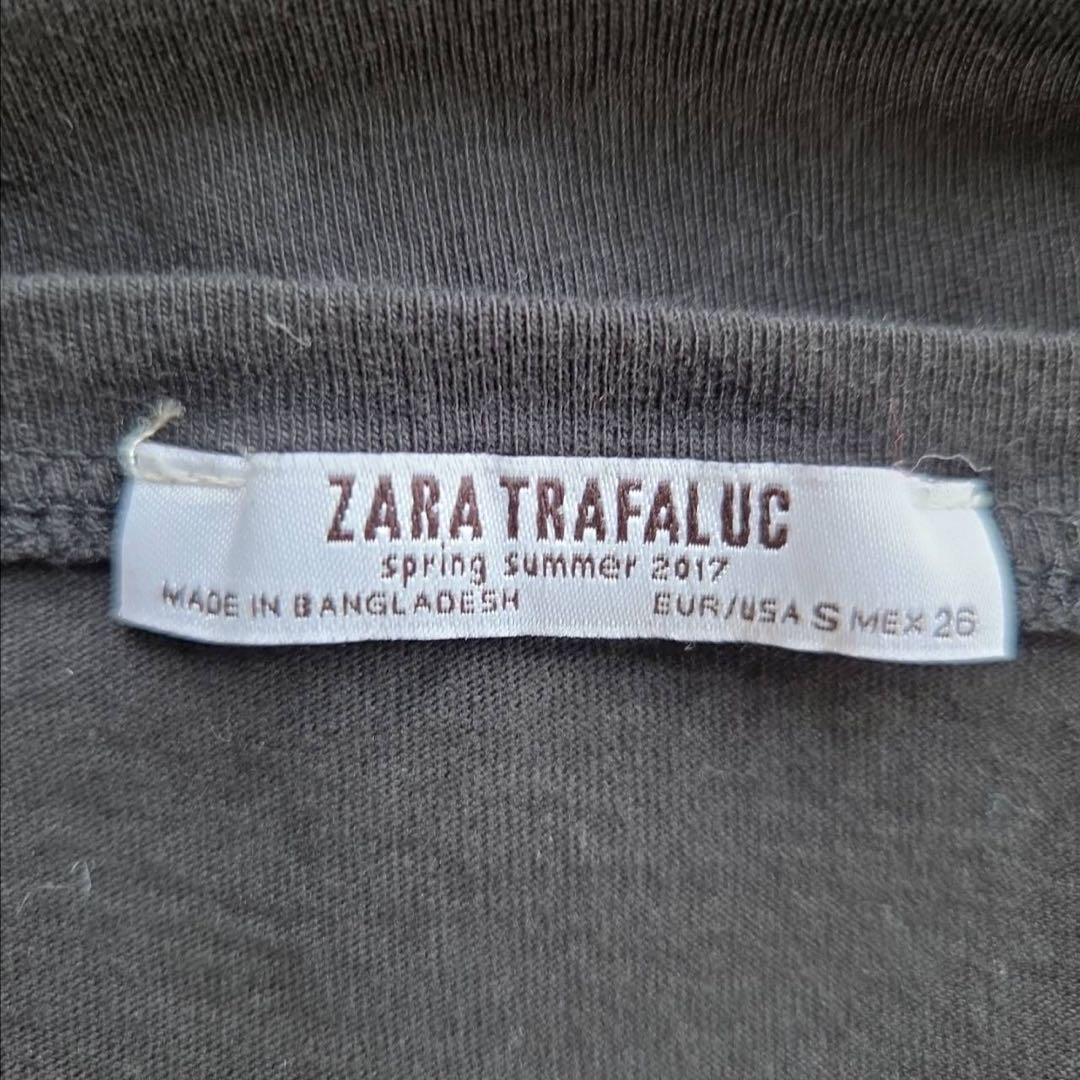 ZARA TRAFALUC
spring summer 2017
MADE IN BANGLADESH EUR/USA S MEX 26